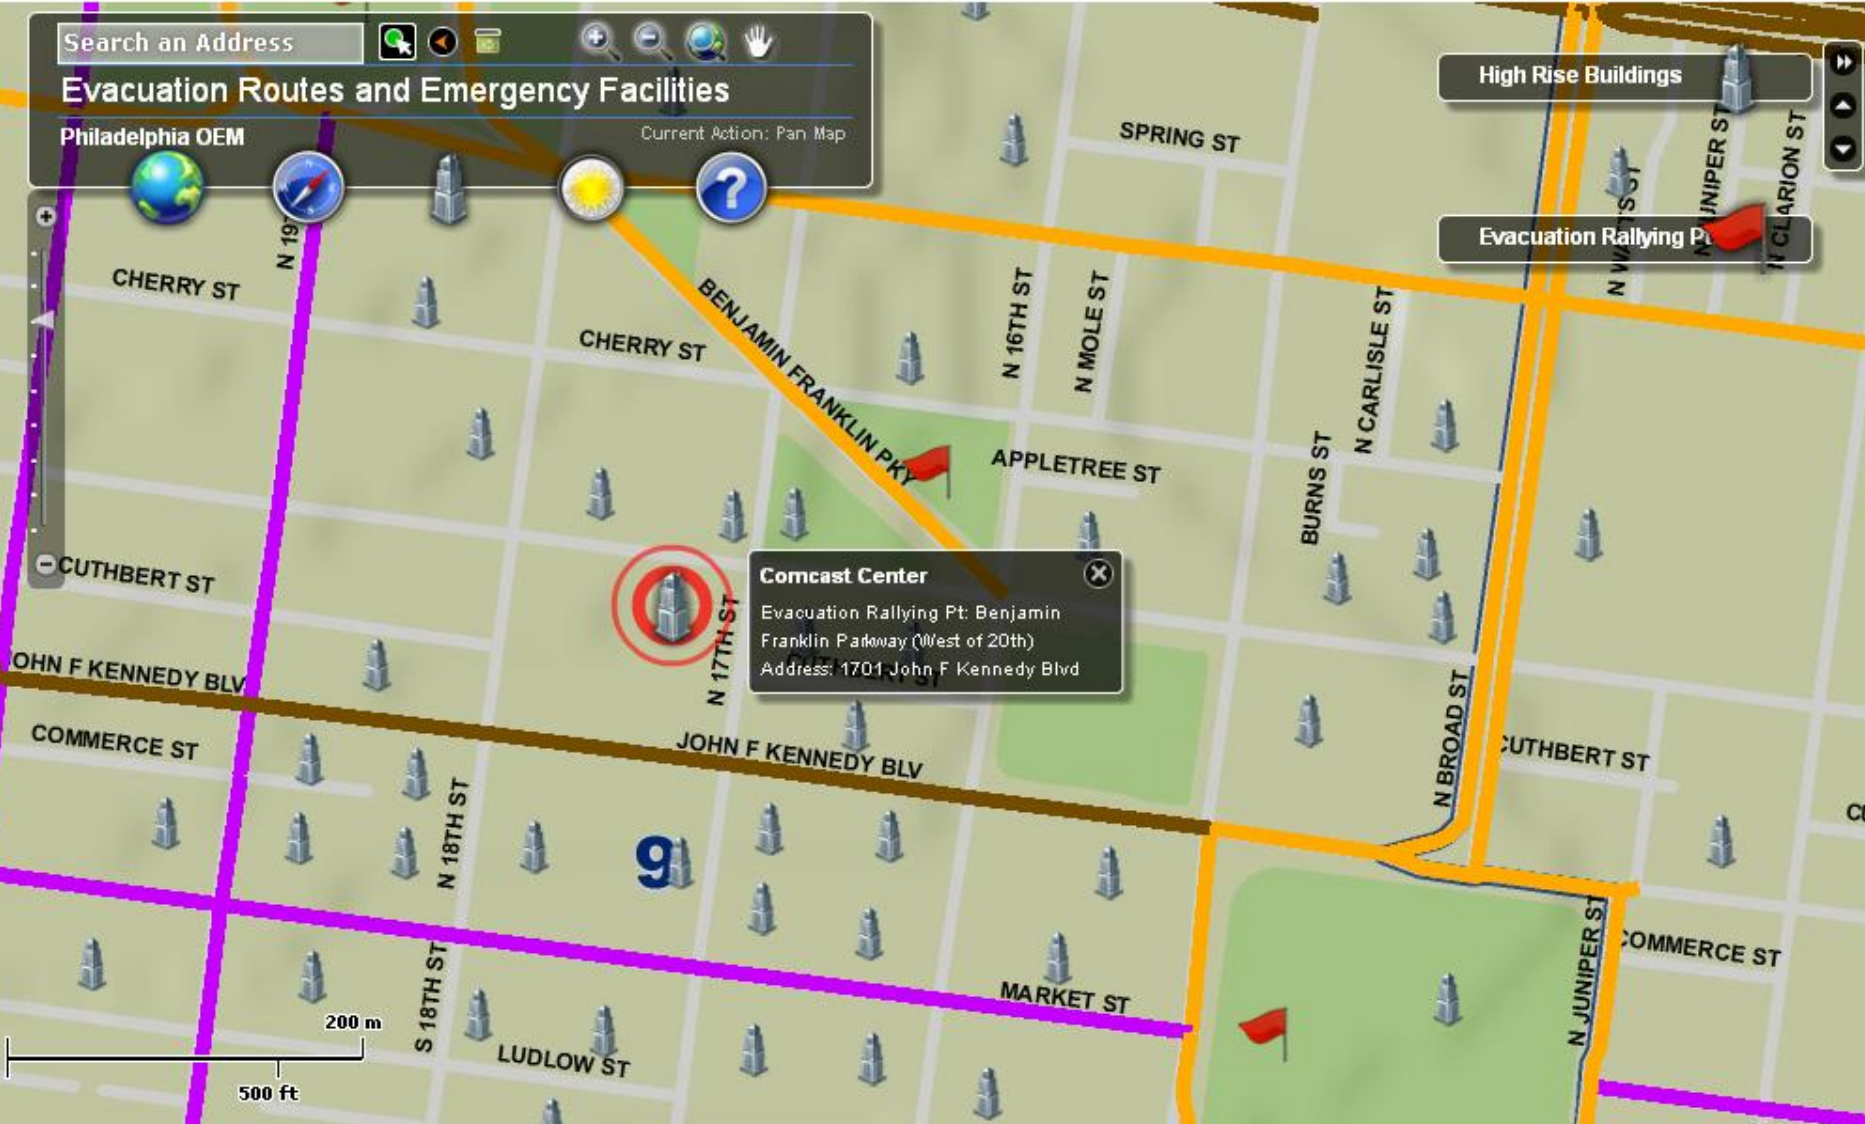 Search an Address
Evacuation Routes and Emergency Facilities
Philadelphia OEM
Current Action: Pan Map
High Rise Buildings
Evacuation Rallying
SPRING ST
N JUNIPER ST
N CLARION ST
N WATTS ST
N 19
CHERRY ST
CHERRY ST
BENJAMIN FRANKLIN PKY
N 16TH ST
N MOLE ST
N CARLISLE ST
BURNS ST
APPLETREE ST
CUTHBERT ST
Comcast Center
Evacuation Rallying Pt: Benjamin
Franklin Parkway (West of 20th)
Address: 1701 John F Kennedy Blvd
CUTHBERT ST
N 17TH ST
OHN F KENNEDY BLV
JOHN F KENNEDY BLV
COMMERCE ST
N BROAD ST
CUTHBERT ST
CU
N 18TH ST
9
COMMERCE ST
N JUNIPER ST
MARKET ST
S 18TH ST
LUDLOW ST
200 m
500 ft